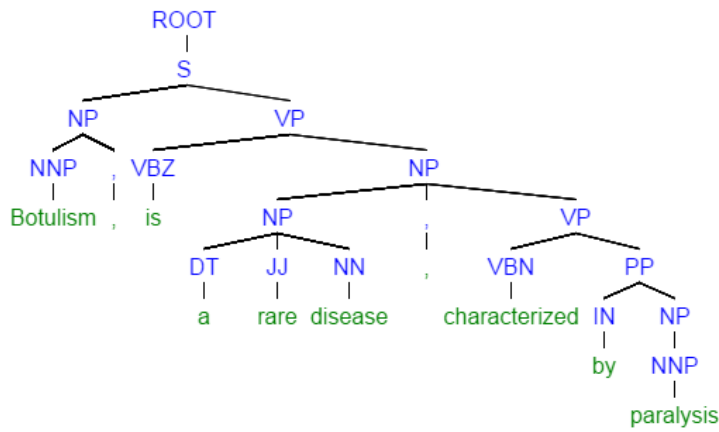 ROOT
S
NP VP
NNP , VBZ NP
Botulism , is NP , VP
DT JJ NN , VBN PP
a rare disease characterized IN NP
by NNP
paralysis